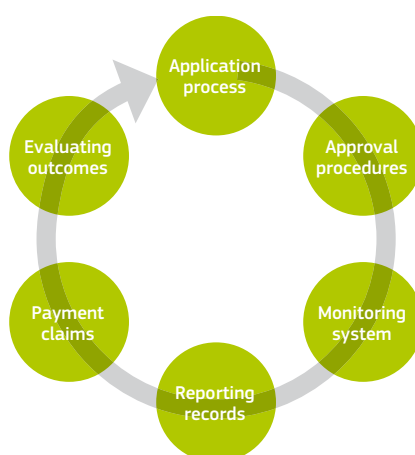 Application
process
Approval
procedures
Monitoring
system
Reporting
records
Payment
claims
Evaluating
outcomes